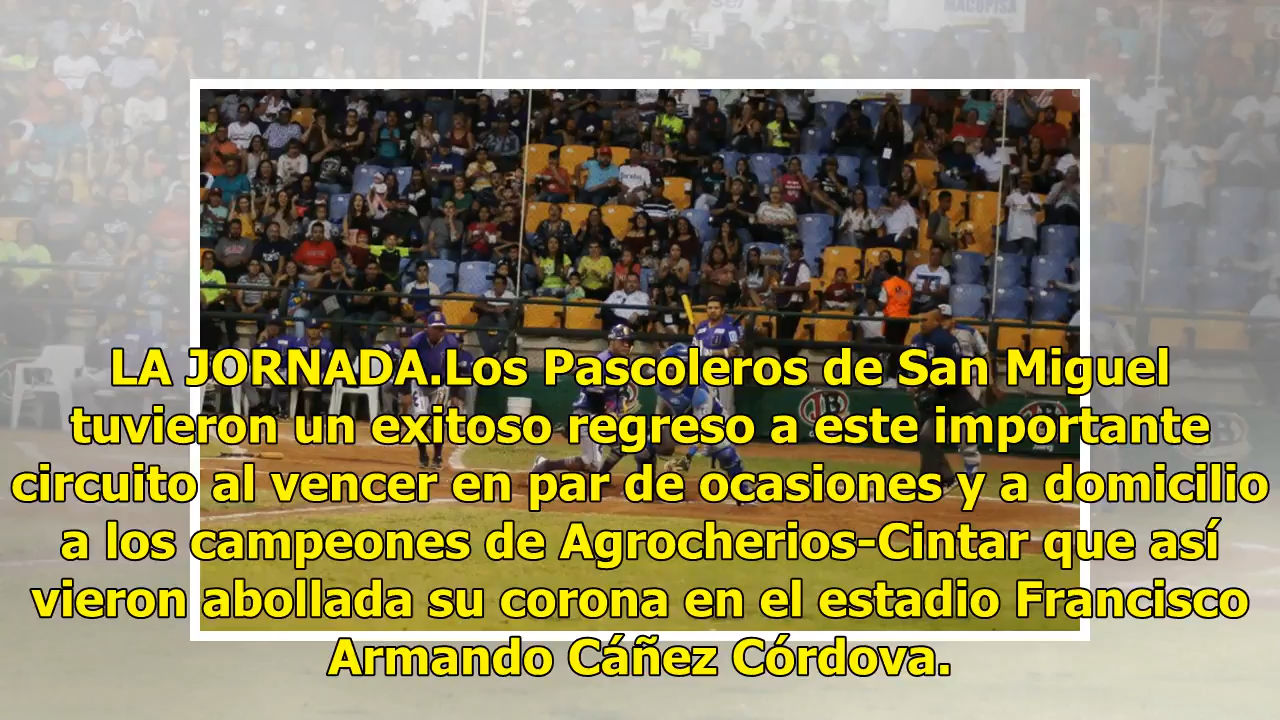 MACOPISA
LA JORNADA.Los Pascoleros de San Miguel
tuvieron un exitoso regreso a este importante
circuito al vencer en par de ocasiones y a domicilio
a los campeones de Agrocherios-Cintar que así
vieron abollada su corona en el estadio Francisco
Armando Cáñez Córdova.